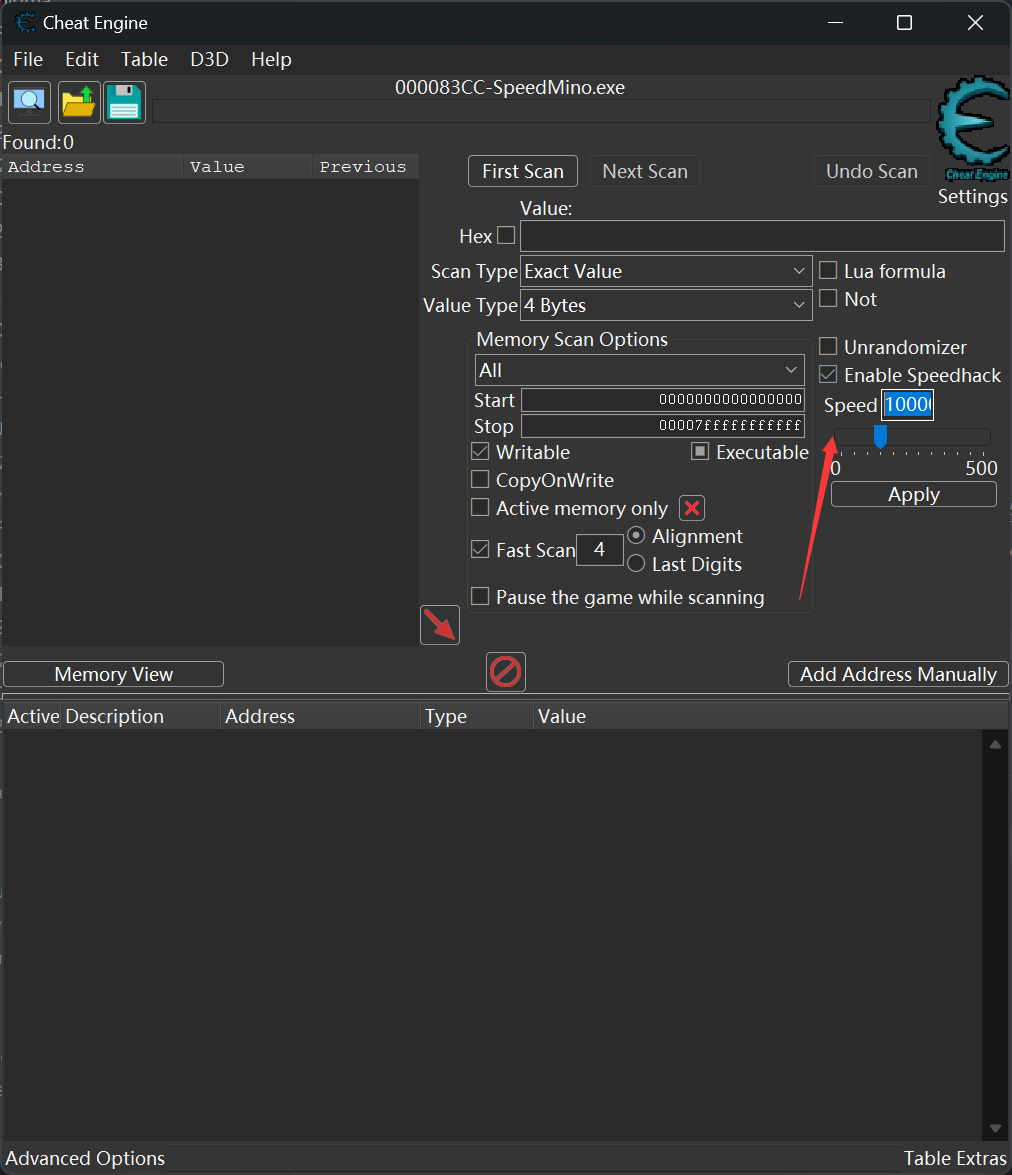 Cheat Engine
File Edit Table D3D Help
000083CC-SpeedMino.exe
Found:0
Address Value Previous
First Scan Next Scan Undo Scan
Cheat Engine
Settings
Value:
Hex
Scan Type Exact Value Lua formula
Value Type 4 Bytes Not
Memory Scan Options
All
Unrandomizer
Enable Speedhack
Start 0000000000000000
Speed 1000
Stop 00007fffffffffff
Writable Executable
0 500
CopyOnWrite
Apply
Active memory only
Fast Scan 4 Alignment
Last Digits
Pause the game while scanning
Memory View Add Address Manually
Active Description Address Type Value
Advanced Options Table Extras